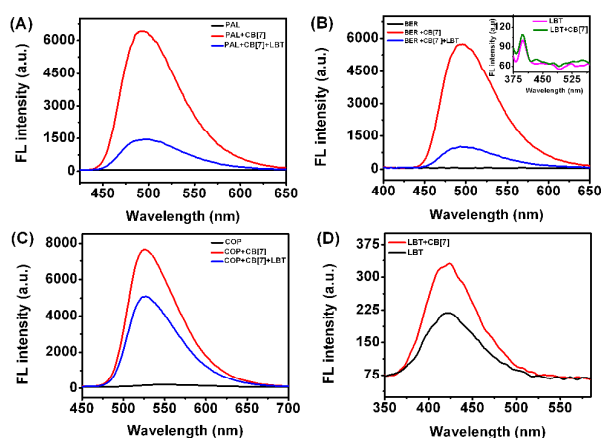 (A)
PAL
PAL+CB[7]
PAL+CB[7]+LBT
FL intensity (a.u.)
6000
4500
3000
1500
0
450 500 550 600 650
Wavelength (nm)
(B)
BER
BER +CB[7]
BER +CB[7]+LBT
FL intensity (a.u.)
6000
4500
3000
1500
0
400 450 500 550 600 650
Wavelength (nm)
LBT
LBT+CB[7]
FL intensity (a.u)
120
90
60
375 450 525
Wavelength (nm)
(C)
COP
COP+CB[7]
COP+CB[7]+LBT
FL intensity (a.u.)
8000
6000
4000
2000
0
450 500 550 600 650 700
Wavelength (nm)
(D)
LBT+CB[7]
LBT
FL intensity (a.u.)
375
300
225
150
75
0
350 400 450 500 550
Wavelength (nm)